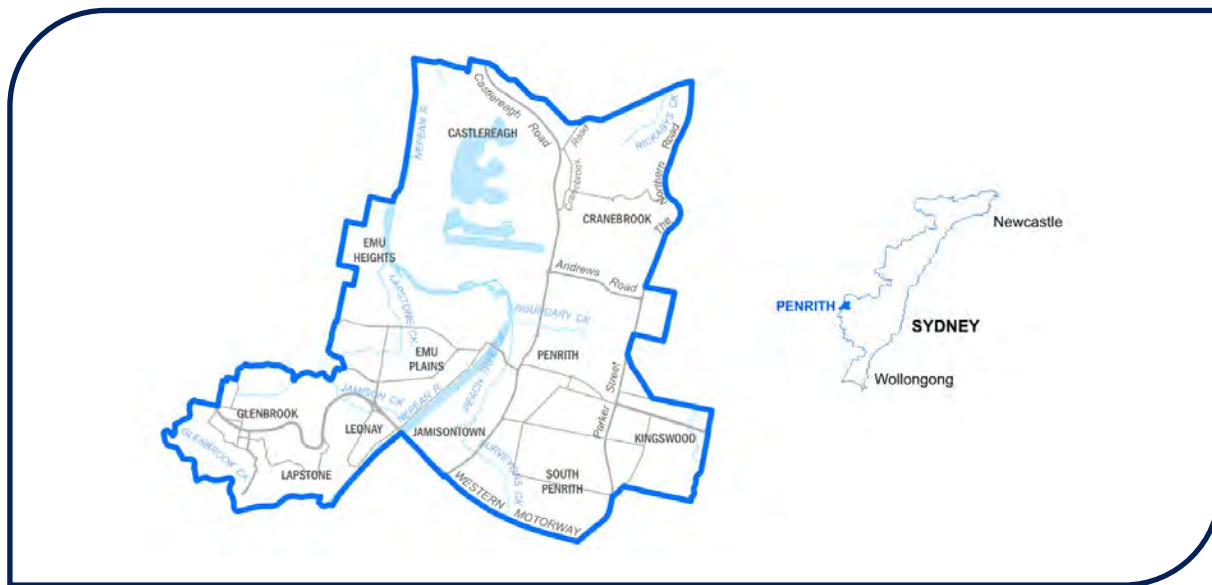 Castlereagh Road
RICKABYS CK
NEPEAN R
CASTLEREAGH
Cranebrook Road
The Northern Road
CRANEBROOK
EMU
HEIGHTS
LAPSTONE CK
Andrews Road
BOUNDARY CK
EMU
PLAINS
PENRITH
PEACH TREE
JAMISON CK
NEPEAN R
Parker Street
GLENBROOK
LEONAY
JAMISONTOWN
KINGSWOOD
GLENBROOK CK
LAPSTONE
SURVEYORS CK
SOUTH
PENRITH
WESTERN MOTORWAY
Newcastle
PENRITH
SYDNEY
Wollongong